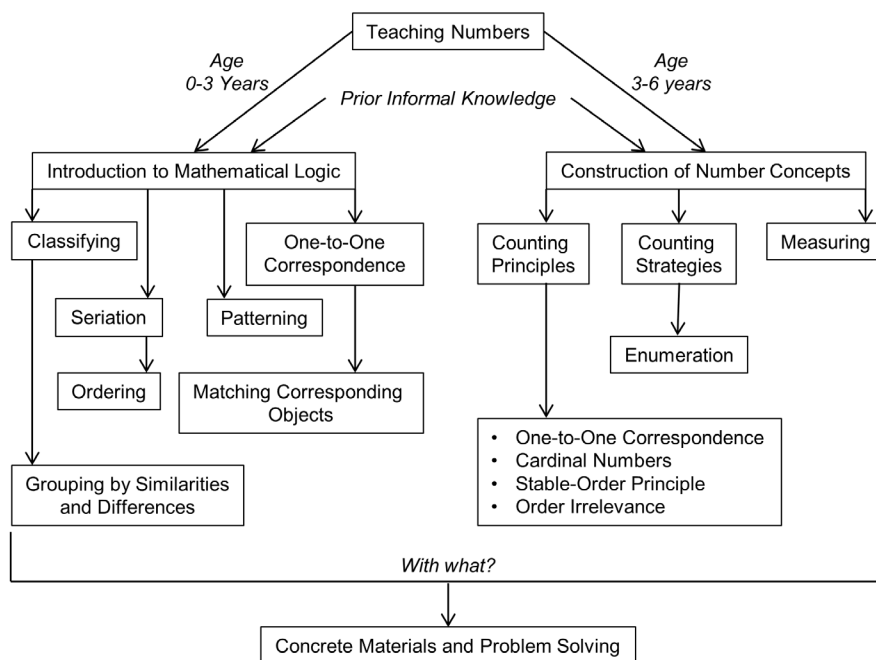 Teaching Numbers
Age
0-3 Years
Age
3-6 years
Prior Informal Knowledge
Introduction to Mathematical Logic
Construction of Number Concepts
Classifying
One-to-One
Correspondence
Counting
Principles
Counting
Strategies
Measuring
Seriation
Patterning
Enumeration
Ordering
Matching Corresponding
Objects
• One-to-One Correspondence
• Cardinal Numbers
• Stable-Order Principle
• Order Irrelevance
Grouping by Similarities
and Differences
With what?
Concrete Materials and Problem Solving